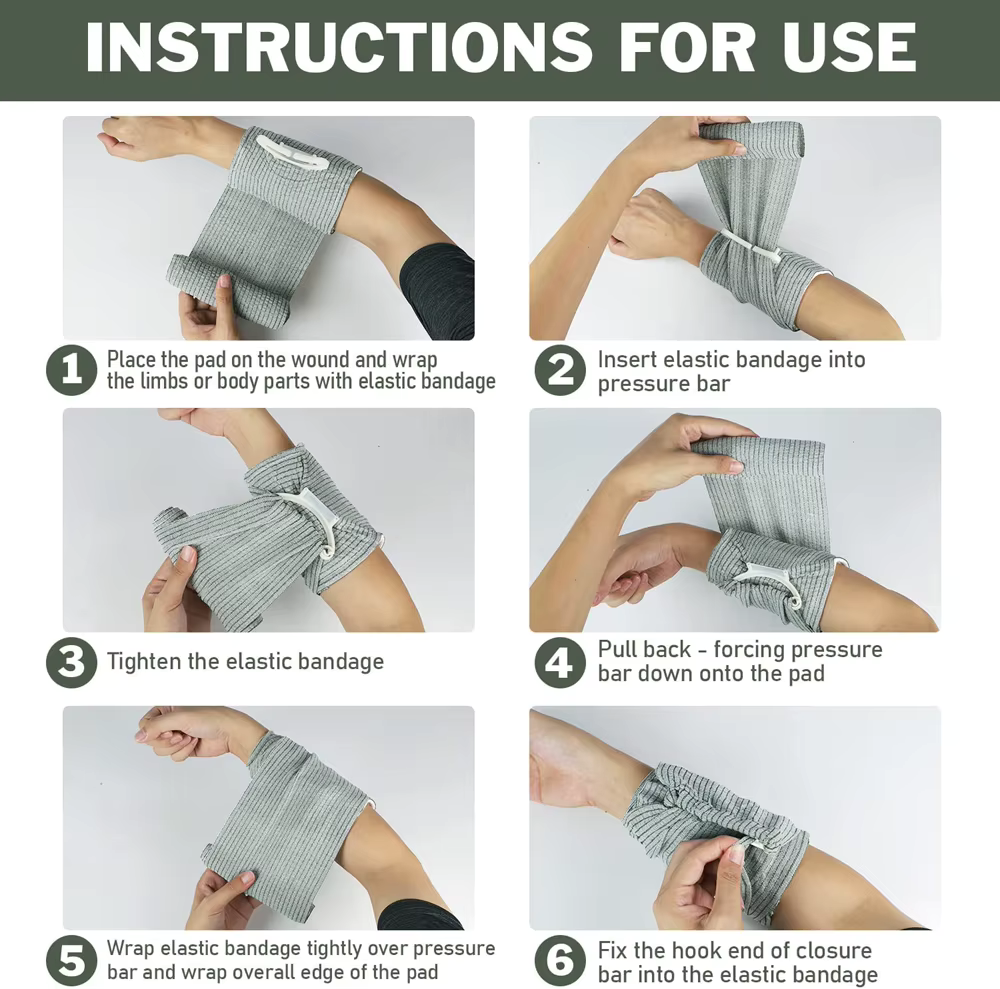 INSTRUCTIONS FOR USE
1 Place the pad on the wound and wrap
the limbs or body parts with elastic bandage
2 Insert elastic bandage into
pressure bar
3 Tighten the elastic bandage
4 Pull back - forcing pressure
bar down onto the pad
5 Wrap elastic bandage tightly over pressure
bar and wrap overall edge of the pad
6 Fix the hook end of closure
bar into the elastic bandage